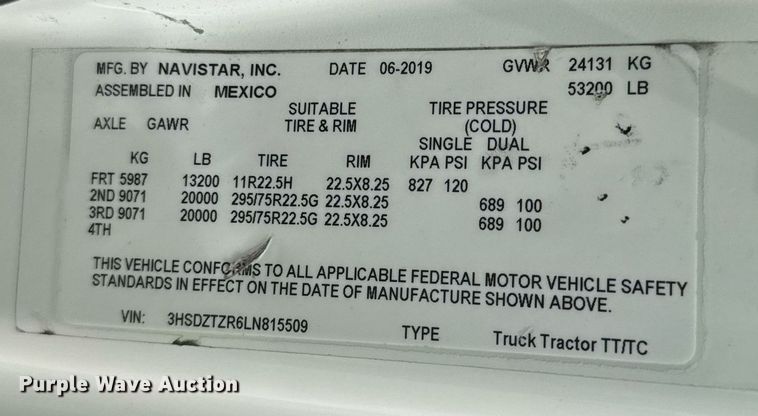 MFG. BY NAVISTAR, INC. DATE 06-2019 GVWR 24131 KG
ASSEMBLED IN MEXICO 53200 LB
SUITABLE TIRE PRESSURE
AXLE GAWR TIRE & RIM (COLD)
SINGLE DUAL
KG LB TIRE RIM KPA PSI KPA PSI
FRT 5987 13200 11R22.5H 22.5X8.25 827 120
2ND 9071 20000 295/75R22.5G 22.5X8.25 689 100
3RD 9071 20000 295/75R22.5G 22.5X8.25 689 100
4TH
THIS VEHICLE CONFORMS TO ALL APPLICABLE FEDERAL MOTOR VEHICLE SAFETY
STANDARDS IN EFFECT ON THE DATE OF MANUFACTURE SHOWN ABOVE.
VIN: 3HSDZTZR6LN815509 TYPE Truck Tractor TT/TC
Purple Wave Auction